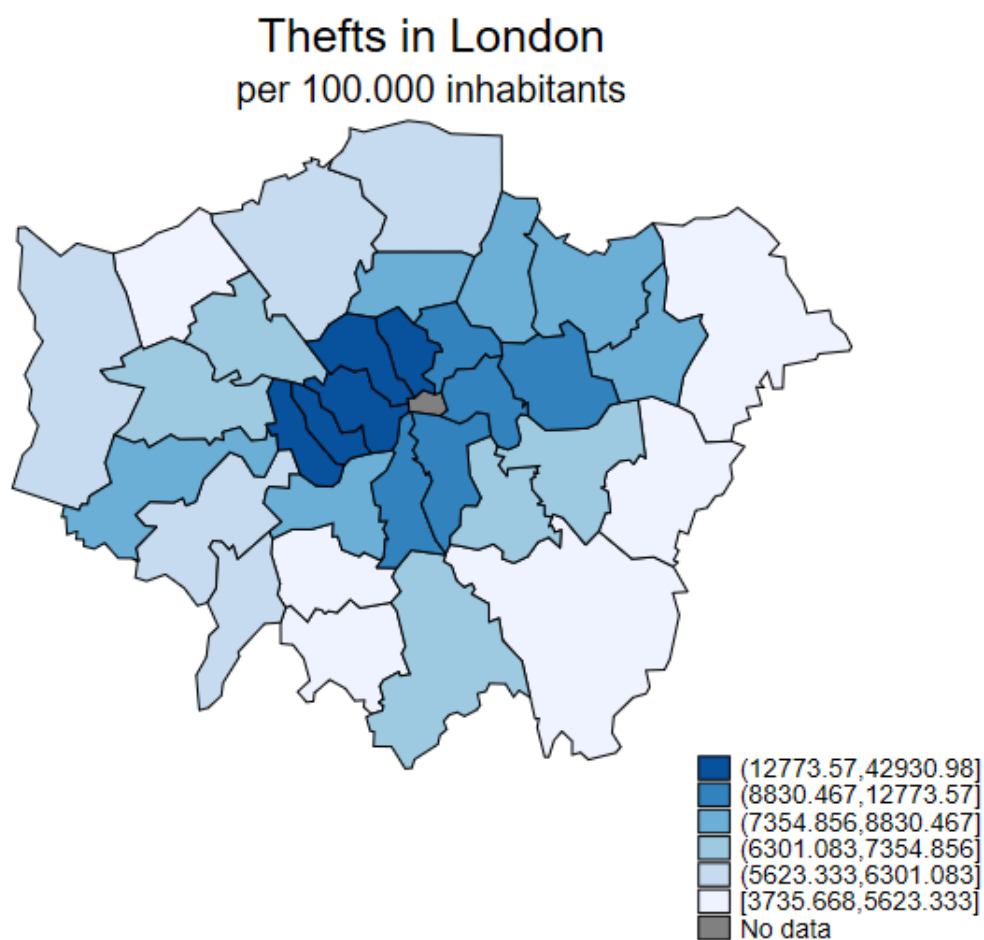 Thefts in London
per 100.000 inhabitants
(12773.57,42930.98]
(8830.467,12773.57]
(7354.856,8830.467]
(6301.083,7354.856]
(5623.333,6301.083]
[3735.668,5623.333]
No data